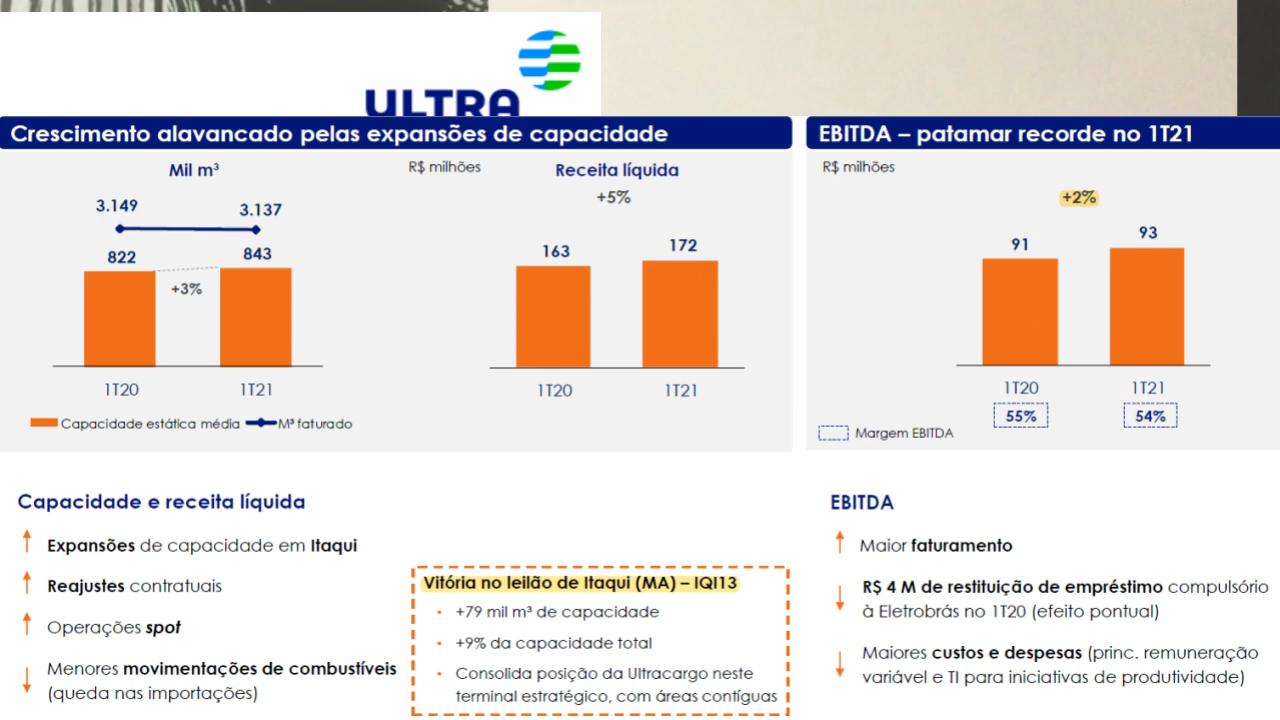 ULTRA
Crescimento alavancado pelas expansões de capacidade
Mil m³
3.149
3.137
822
843
+3%
1T20
1T21
Capacidade estática média
M³ faturado
R$ milhões
Receita líquida
+5%
163
172
1T20
1T21
EBITDA – patamar recorde no 1T21
R$ milhões
+2%
91
93
1T20
1T21
55%
54%
Margem EBITDA
Capacidade e receita líquida
Expansões de capacidade em Itaqui
Reajustes contratuais
Operações spot
Menores movimentações de combustíveis
(queda nas importações)
Vitória no leilão de Itaqui (MA) – IQI13
• +79 mil m³ de capacidade
• +9% da capacidade total
• Consolida posição da Ultracargo neste
terminal estratégico, com áreas contíguas
EBITDA
Maior faturamento
R$ 4 M de restituição de empréstimo compulsório
à Eletrobrás no 1T20 (efeito pontual)
Maiores custos e despesas (princ. remuneração
variável e TI para iniciativas de produtividade)